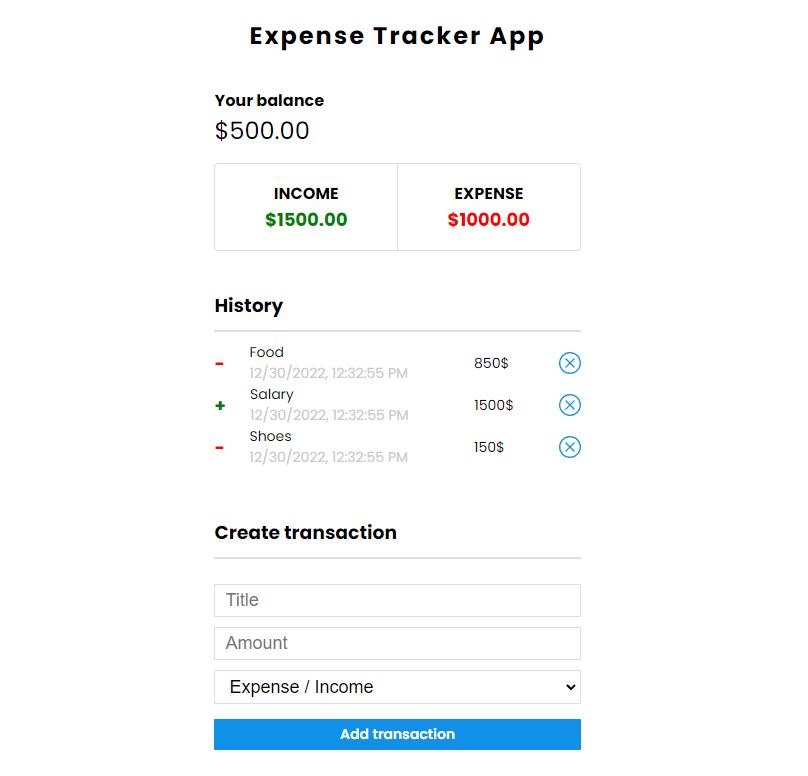 Expense Tracker App
Your balance
$500.00
INCOME EXPENSE
$1500.00 $1000.00
History
- Food 850$
12/30/2022, 12:32:55 PM
+ Salary 1500$
12/30/2022, 12:32:55 PM
- Shoes 150$
12/30/2022, 12:32:55 PM
Create transaction
Title
Amount
Expense / Income
Add transaction